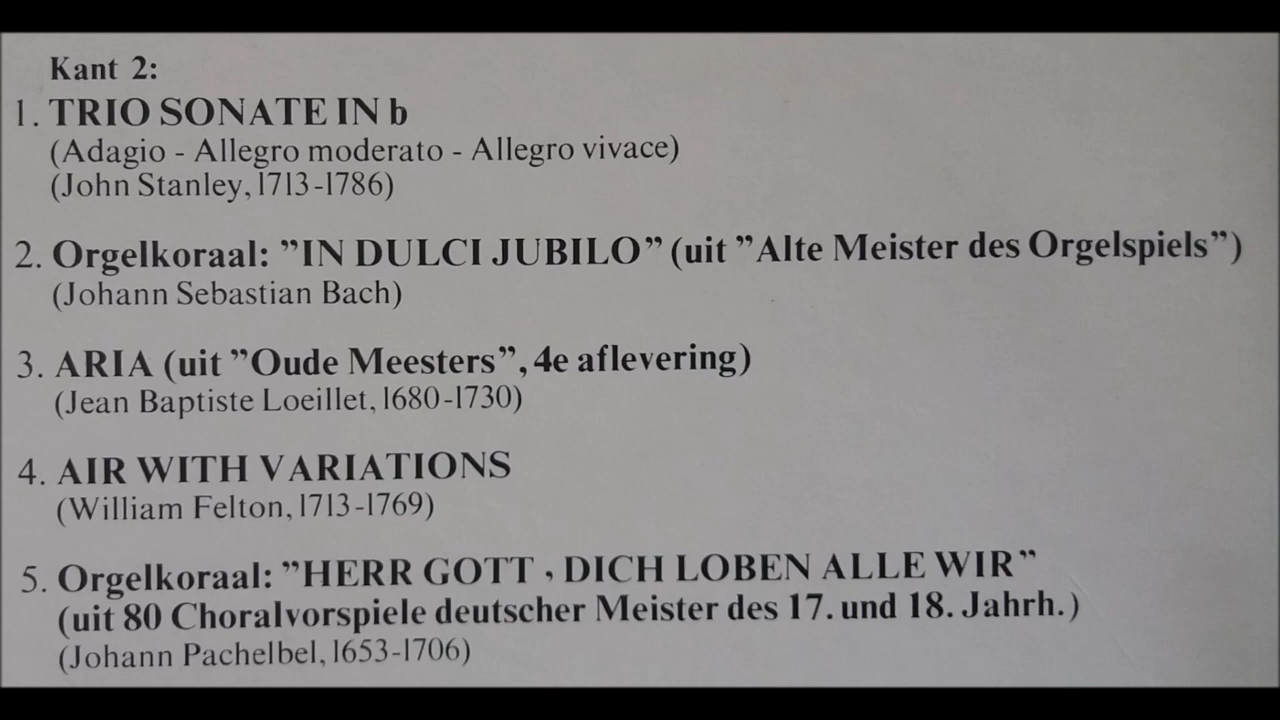 Kant 2:
1. TRIO SONATE IN b
(Adagio - Allegro moderato - Allegro vivace)
(John Stanley, 1713-1786)
2. Orgelkoraal: ”IN DULCI JUBILO” (uit ”Alte Meister des Orgelspiels”)
(Johann Sebastian Bach)
3. ARIA (uit ”Oude Meesters”, 4e aflevering)
(Jean Baptiste Loeillet, 1680-1730)
4. AIR WITH VARIATIONS
(William Felton, 1713-1769)
5. Orgelkoraal: ”HERR GOTT , DICH LOBEN ALLE WIR”
(uit 80 Choralvorspiele deutscher Meister des 17. und 18. Jahrh.)
(Johann Pachelbel, 1653-1706)